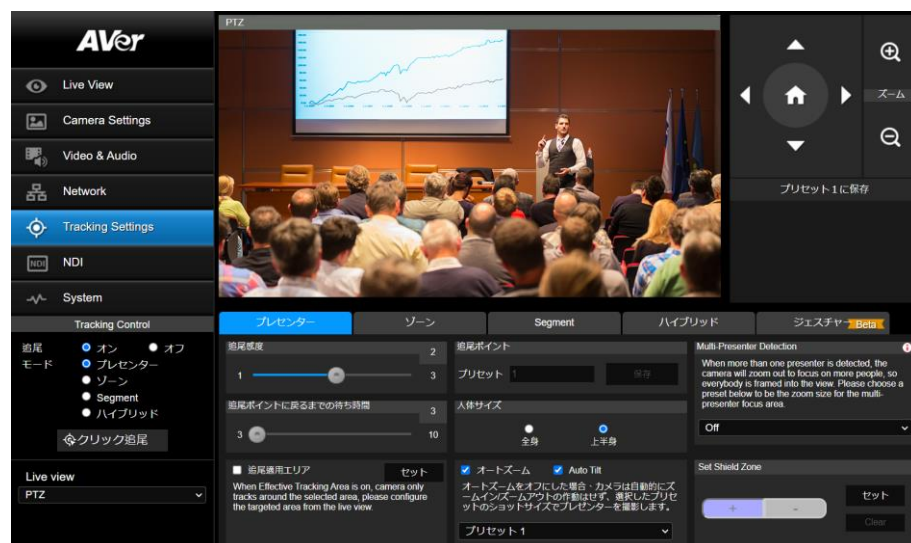 AVer
Live View
Camera Settings
Video & Audio
Network
Tracking Settings
NDI
NDI
System
Tracking Control
追尾
オン
オフ
モード
プレゼンター
ゾーン
Segment
ハイブリッド
クリック追尾
Live view
PTZ
PTZ
ズーム
プリセット1に保存
プレゼンター
ゾーン
Segment
ハイブリッド
ジェスチャー Beta
追尾感度
2
1
3
追尾ポイントに戻るまでの待ち時間
3
3
10
追尾適用エリア
セット
When Effective Tracking Area is on, camera only
tracks around the selected area, please configure
the targeted area from the live view.
追尾ポイント
プリセット
1
保存
人体サイズ
全身
上半身
オートズーム
Auto Tilt
オートズームをオフにした場合、カメラは自動的にズ
ームイン/ズームアウトの作動はせず、選択したプリセ
ットのショットサイズでプレゼンターを撮影します。
プリセット 1
Multi-Presenter Detection
When more than one presenter is detected, the
camera will zoom out to focus on more people, so
everybody is framed into the view. Please choose a
preset below to be the zoom size for the multi-
presenter focus area.
Off
Set Shield Zone
+
-
セット
Clear